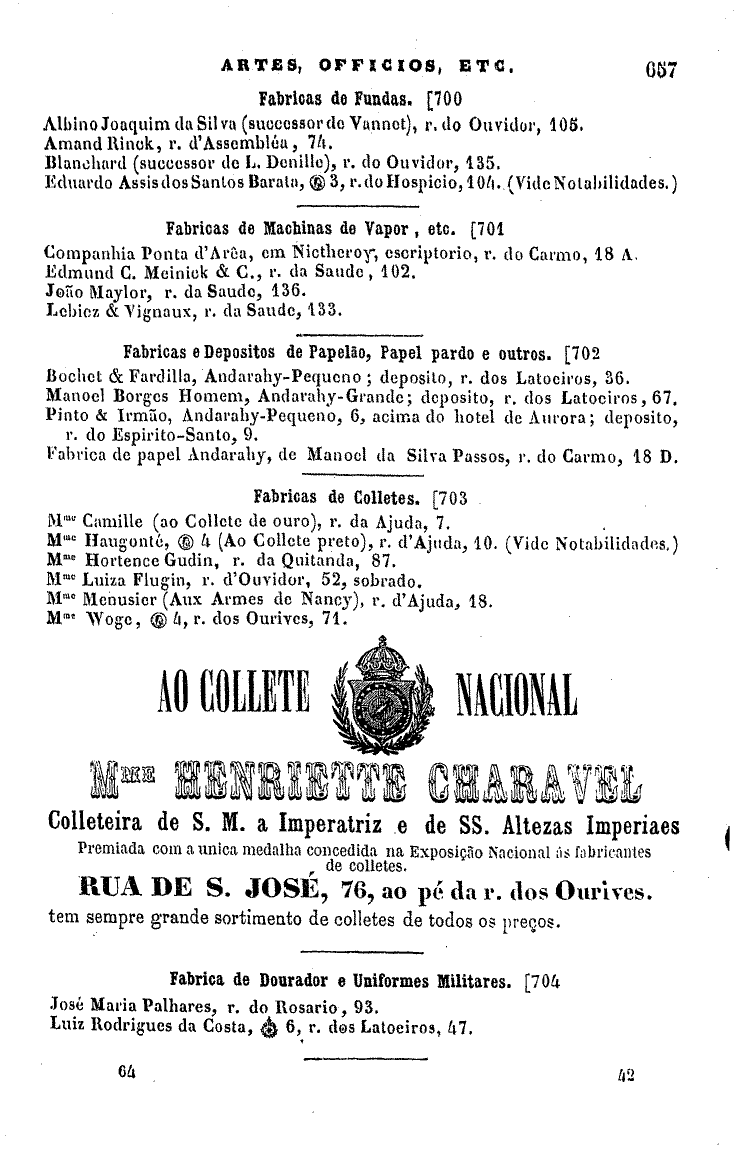 ARTES, OFFICIOS, ETC. 657
Fabricas de Fundas. [700
Albino Joaquim da Silva (successor de Vannet), r. do Ouvidor, 105.
Amand Rinck, r. d'Assembléa, 74.
Blanchard (successor de L. Denille), r. do Ouvidor, 135.
Eduardo Assis dos Santos Barata, 3, r. do Hospicio, 104. (Vide Notabilidades.)
Fabricas de Machinas de Vapor, etc. [701
Companhia Ponta d'Arêa, em Nictheroy, escriptorio, r. do Carmo, 18 A.
Edmund C. Meinick & C., r. da Saude, 102.
João Maylor, r. da Saude, 136.
Lebiez & Vignaux, r. da Saude, 133.
Fabricas e Depositos de Papelão, Papel pardo e outros. [702
Bochet & Fardilla, Andarahy-Pequeno; deposito, r. dos Latoeiros, 36.
Manoel Borges Homem, Andarahy-Grande; deposito, r. dos Latoeiros, 67.
Pinto & Irmão, Andarahy-Pequeno, 6, acima do hotel de Aurora; deposito,
r. do Espirito-Santo, 9.
Fabrica de papel Andarahy, de Manoel da Silva Passos, r. do Carmo, 18 D.
Fabricas de Colletes. [703
Mme Camille (ao Collete de ouro), r. da Ajuda, 7.
Mme Haugonté, 4 (Ao Collete preto), r. d'Ajuda, 10. (Vide Notabilidades.)
Mme Hortence Gudin, r. da Quitanda, 87.
Mme Luiza Flugin, r. d'Ouvidor, 52, sobrado.
Mme Menusier (Aux Armes de Nancy), r. d'Ajuda, 18.
Mme Woge, 4, r. dos Ourives, 71.
AO COLLETE NACIONAL
MME HENRIETTE CHARAVEL
Colleteira de S. M. a Imperatriz e de SS. Altezas Imperiaes
Premiada com a unica medalha concedida na Exposição Nacional ás fabricantes
de colletes.
RUA DE S. JOSÉ, 76, ao pé da r. dos Ourives.
tem sempre grande sortimento de colletes de todos os preços.
Fabrica de Dourador e Uniformes Militares. [704
José Maria Palhares, r. do Rosario, 93.
Luiz Rodrigues da Costa, 6, r. dos Latoeiros, 47.
64 42